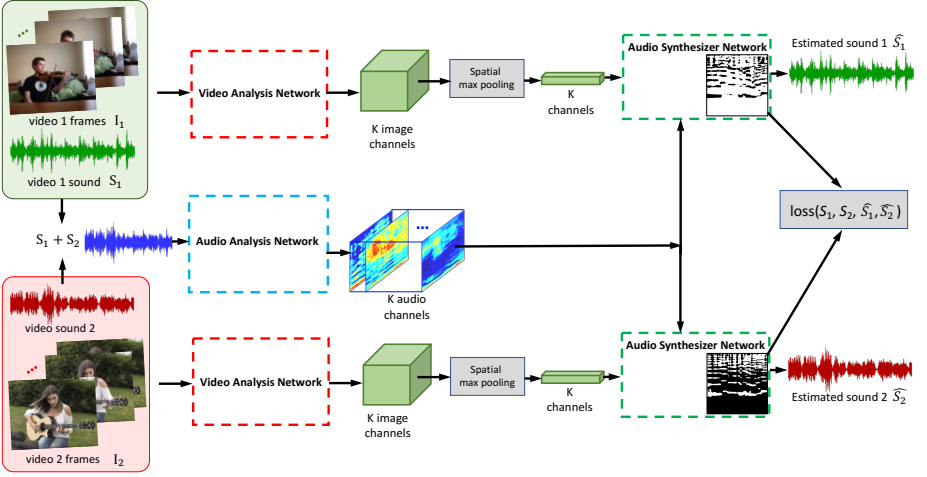 video 1 frames I₁
video 1 sound S₁
S₁ + S₂
video sound 2
video 2 frames I₂
Video Analysis Network
K image
channels
Spatial
max pooling
K
channels
Audio Synthesizer Network
Estimated sound 1 Ŝ₁
Audio Analysis Network
...
K audio
channels
loss(S₁, S₂, Ŝ₁, Ŝ₂)
Video Analysis Network
K image
channels
Spatial
max pooling
K
channels
Audio Synthesizer Network
Estimated sound 2 Ŝ₂